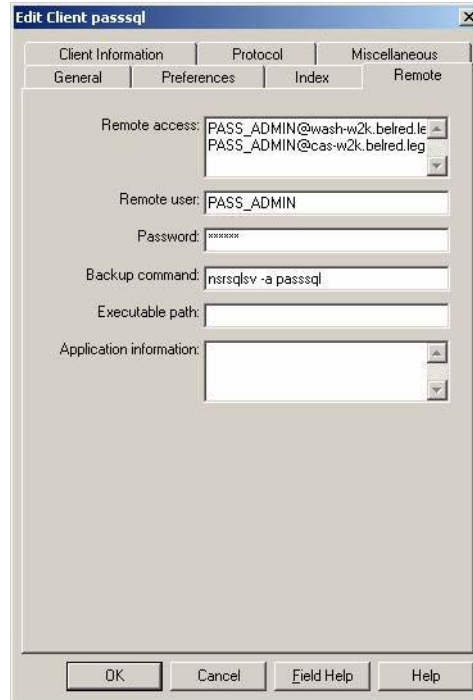 Edit Client passsql
Client Information Protocol Miscellaneous
General Preferences Index Remote
Remote access: PASS_ADMIN@wash-w2k.belred.le
PASS_ADMIN@cas-w2k.belred.leg
Remote user: PASS_ADMIN
Password: ******
Backup command: nsrsqlsv -a passsql
Executable path:
Application information:
OK Cancel Field Help Help